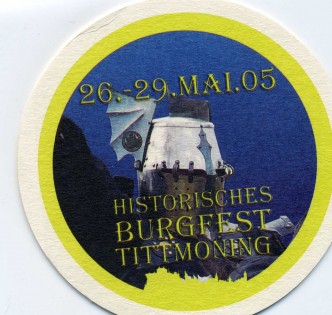 26.-29.MAI.05
HISTORISCHES
BURGFEST
TITTMONING